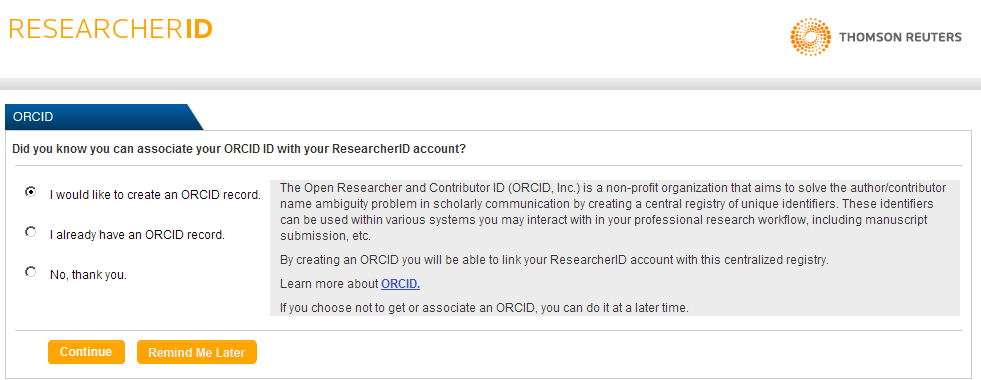 RESEARCHERID
THOMSON REUTERS
ORCID
Did you know you can associate your ORCID ID with your ResearcherID account?
I would like to create an ORCID record.
I already have an ORCID record.
No, thank you.
The Open Researcher and Contributor ID (ORCID, Inc.) is a non-profit organization that aims to solve the author/contributor
name ambiguity problem in scholarly communication by creating a central registry of unique identifiers. These identifiers
can be used within various systems you may interact with in your professional research workflow, including manuscript
submission, etc.
By creating an ORCID you will be able to link your ResearcherID account with this centralized registry.
Learn more about ORCID.
If you choose not to get or associate an ORCID, you can do it at a later time.
Continue
Remind Me Later